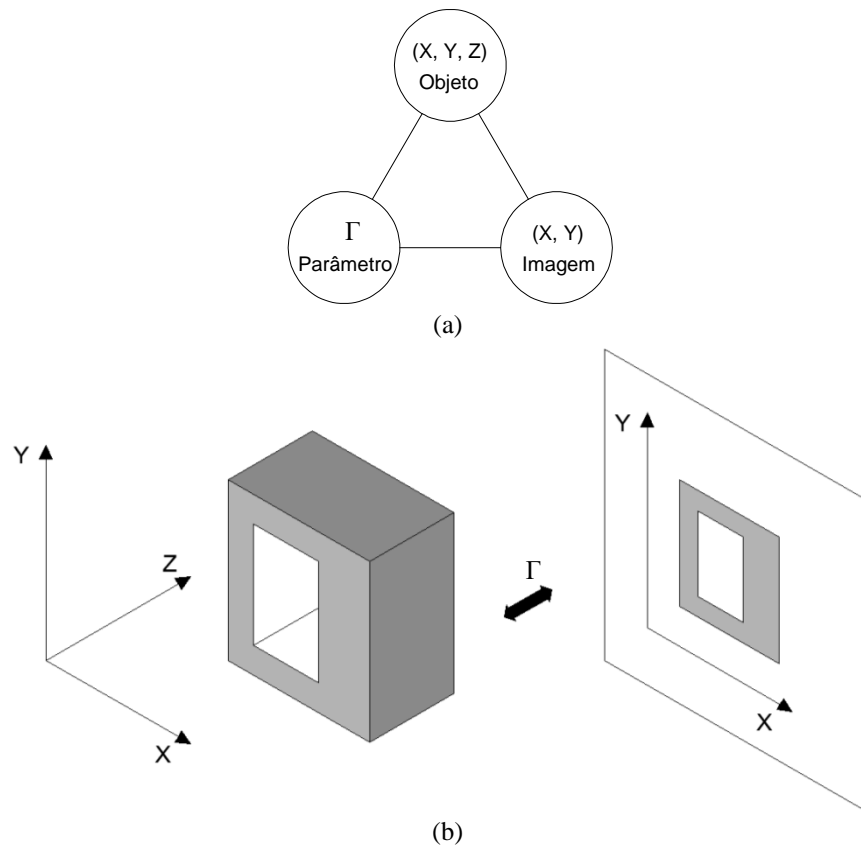 (X, Y, Z)
Objeto
Γ
Parâmetro
(X, Y)
Imagem
(a)
Y
Z
X
Γ
Y
X
(b)